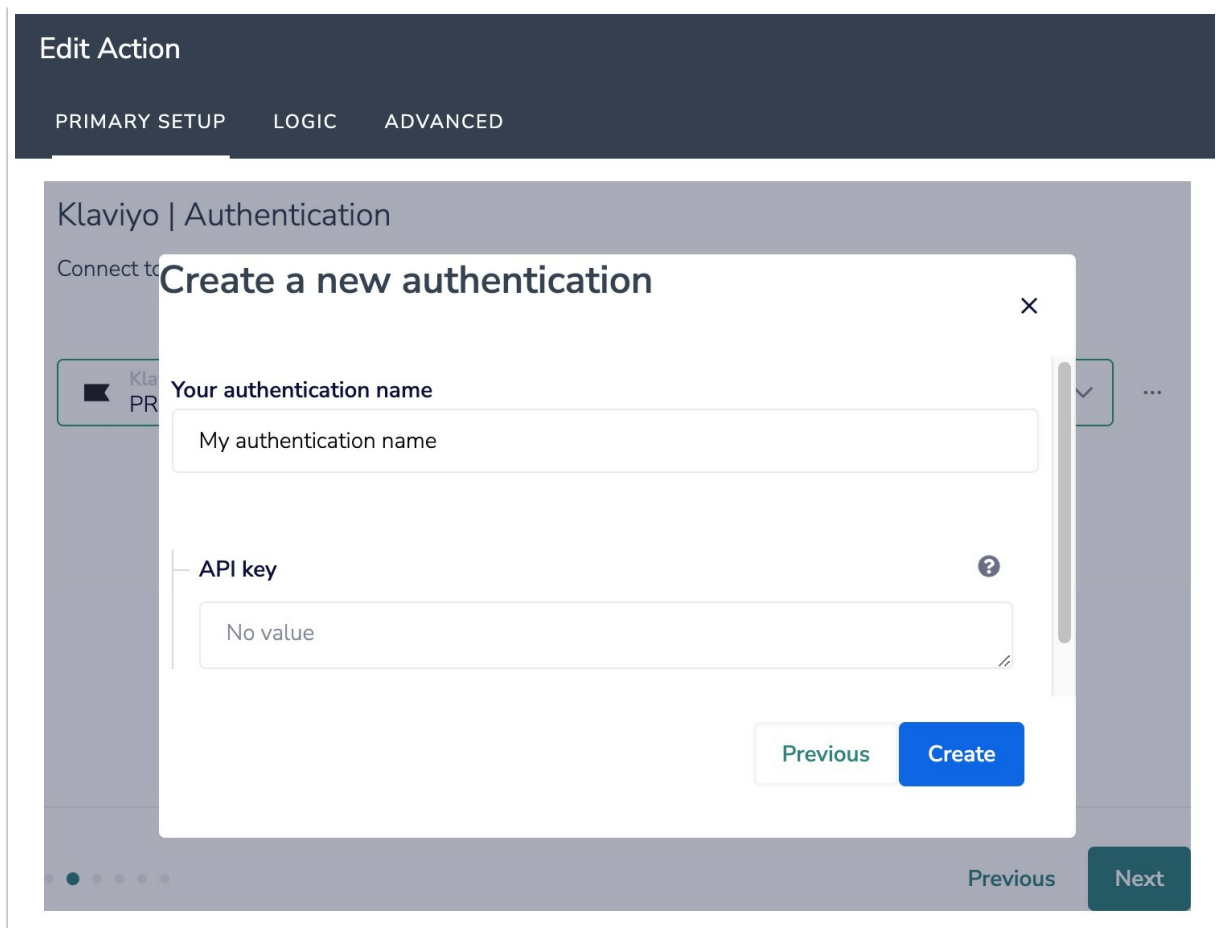 Edit Action
PRIMARY SETUP LOGIC ADVANCED
Klaviyo | Authentication
Connect
Create a new authentication
Your authentication name
PR
My authentication name
API key
No value
Previous Create
Previous Next